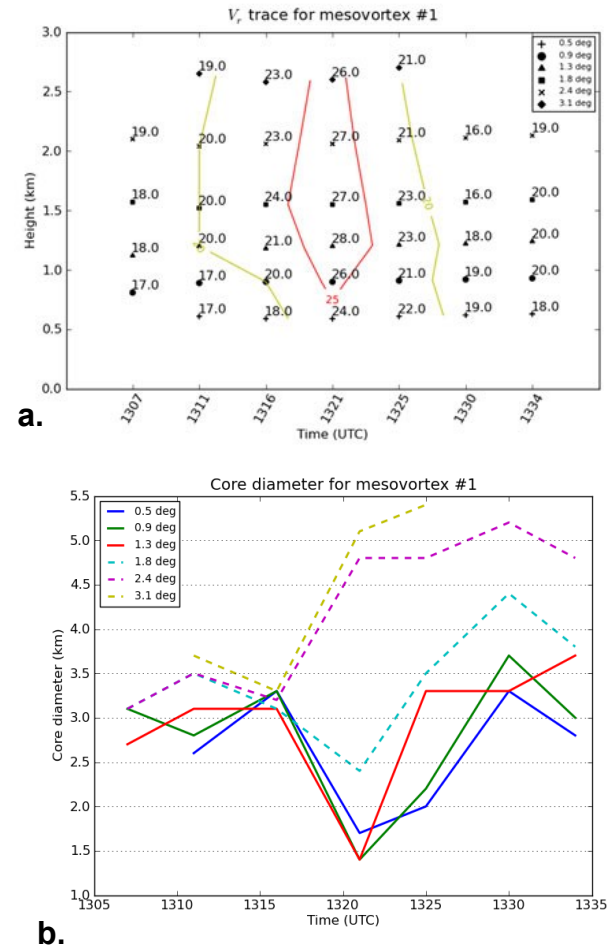 V_r trace for mesovortex #1
3.0
2.5
2.0
1.5
1.0
0.5
0.0
Height (km)
0.5 deg
0.9 deg
1.3 deg
1.8 deg
2.4 deg
3.1 deg
19.0 23.0 26.0 21.0
19.0 20.0 23.0 27.0 21.0 16.0 19.0
18.0 20.0 24.0 27.0 23.0 16.0 20.0
18.0 20.0 21.0 28.0 23.0 18.0 20.0
17.0 17.0 20.0 26.0 21.0 19.0 20.0
17.0 18.0 24.0 22.0 19.0 18.0
20
25
1307 1311 1316 1321 1325 1330 1334
Time (UTC)
a.
Core diameter for mesovortex #1
5.5
5.0
4.5
4.0
3.5
3.0
2.5
2.0
1.5
1.0
Core diameter (km)
0.5 deg
0.9 deg
1.3 deg
1.8 deg
2.4 deg
3.1 deg
1305 1310 1315 1320 1325 1330 1335
Time (UTC)
b.